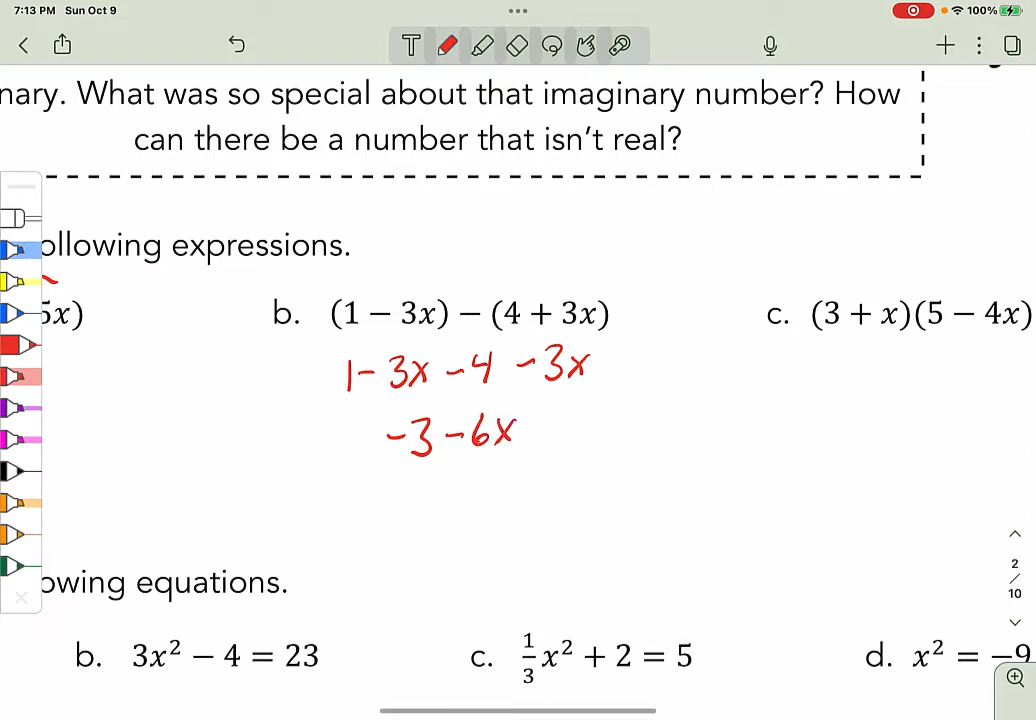 7:13 PM Sun Oct 9
100%
T
nary. What was so special about that imaginary number? How
can there be a number that isn't real?
ollowing expressions.
5x)
b. (1 − 3x) − (4 + 3x)
c. (3 + x)(5 − 4x)
1 - 3x - 4 - 3x
-3 - 6x
owing equations.
b. 3x² − 4 = 23
c. 1/3 x² + 2 = 5
d. x² = −9
2
/
10